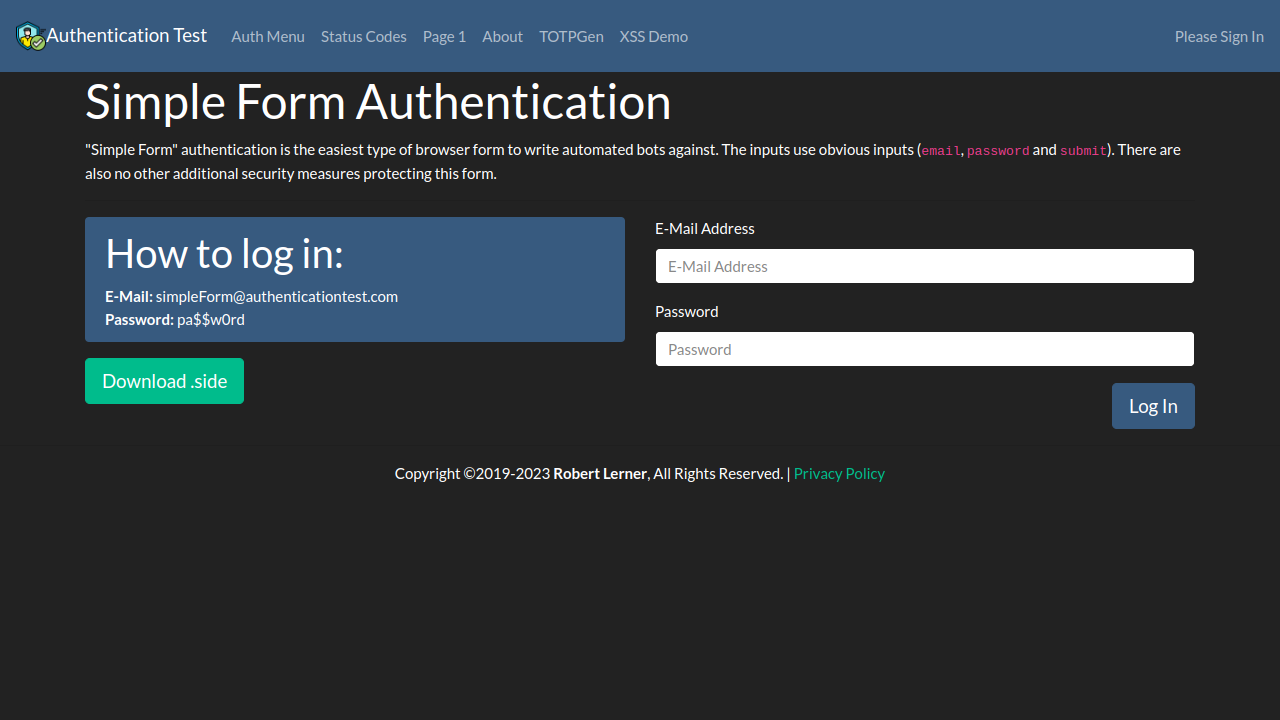 Authentication Test Auth Menu Status Codes Page 1 About TOTPGen XSS Demo Please Sign In
Simple Form Authentication
"Simple Form" authentication is the easiest type of browser form to write automated bots against. The inputs use obvious inputs (email, password and submit). There are
also no other additional security measures protecting this form.
How to log in:
E-Mail: simpleForm@authenticationtest.com
Password: pa$$w0rd
Download .side
E-Mail Address
E-Mail Address
Password
Password
Log In
Copyright ©2019-2023 Robert Lerner, All Rights Reserved. | Privacy Policy